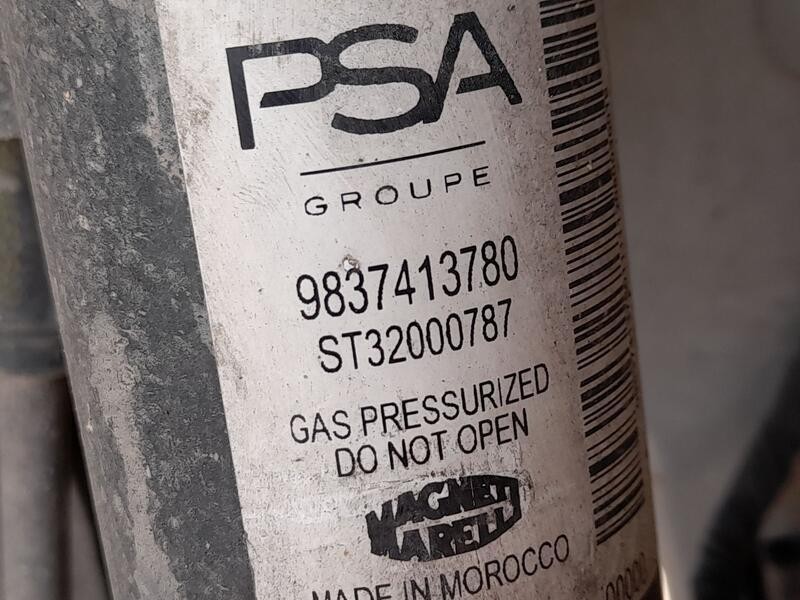 PSA
GROUPE
9837413780
ST32000787
GAS PRESSURIZED
DO NOT OPEN
MAGNETI
MARELLI
MADE IN MOROCCO